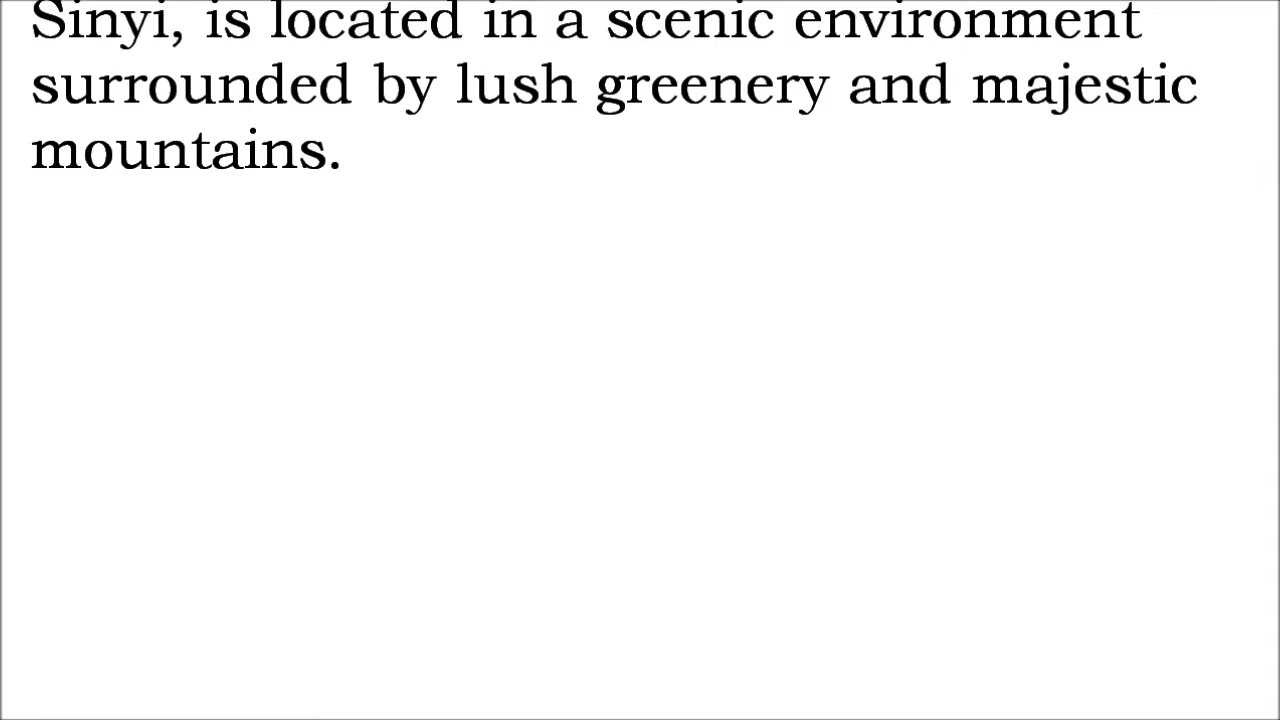 Sinyi, is located in a scenic environment
surrounded by lush greenery and majestic
mountains.